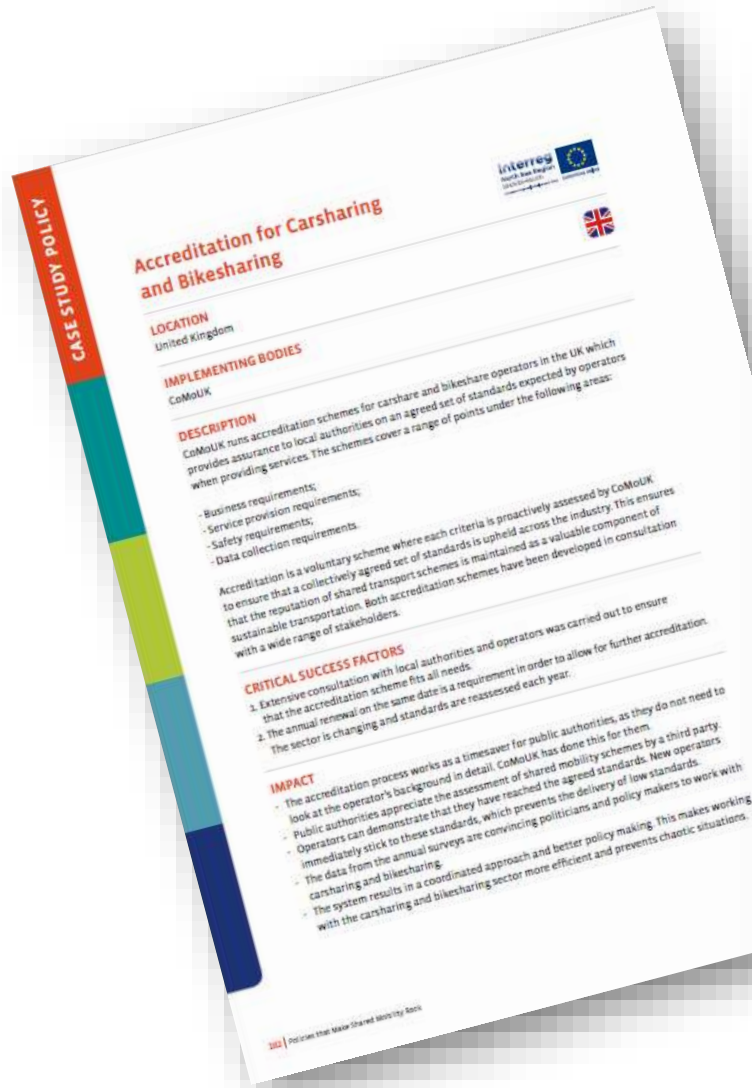 CASE STUDY POLICY
Interreg
North Sea Region
Accreditation for Carsharing
and Bikesharing
LOCATION
United Kingdom
IMPLEMENTING BODIES
CoMoUK
DESCRIPTION
CoMoUK runs accreditation schemes for carshare and bikeshare operators in the UK which
provides assurance to local authorities on an agreed set of standards expected by operators
when providing services. The schemes cover a range of points under the following areas:
- Business requirements;
- Service provision requirements;
- Safety requirements;
- Data collection requirements.
Accreditation is a voluntary scheme where each criteria is proactively assessed by CoMoUK
to ensure that a collectively agreed set of standards is upheld across the industry. This ensures
that the reputation of shared transport schemes is maintained as a valuable component of
sustainable transportation. Both accreditation schemes have been developed in consultation
with a wide range of stakeholders.
CRITICAL SUCCESS FACTORS
1. Extensive consultation with local authorities and operators was carried out to ensure
that the accreditation scheme fits all needs.
2. The annual renewal on the same date is a requirement in order to allow for further accreditation.
The sector is changing and standards are reassessed each year.
IMPACT
- The accreditation process works as a timesaver for public authorities, as they do not need to
look at the operator's background in detail. CoMoUK has done this for them.
- Public authorities appreciate the assessment of shared mobility schemes by a third party.
- Operators can demonstrate that they have reached the agreed standards. New operators
immediately stick to these standards, which prevents the delivery of low standards.
- The data from the annual surveys are convincing politicians and policy makers to work with
carsharing and bikesharing.
- The system results in a coordinated approach and better policy making. This makes working
with the carsharing and bikesharing sector more efficient and prevents chaotic situations.
Policies that Make Shared Mobility Rock